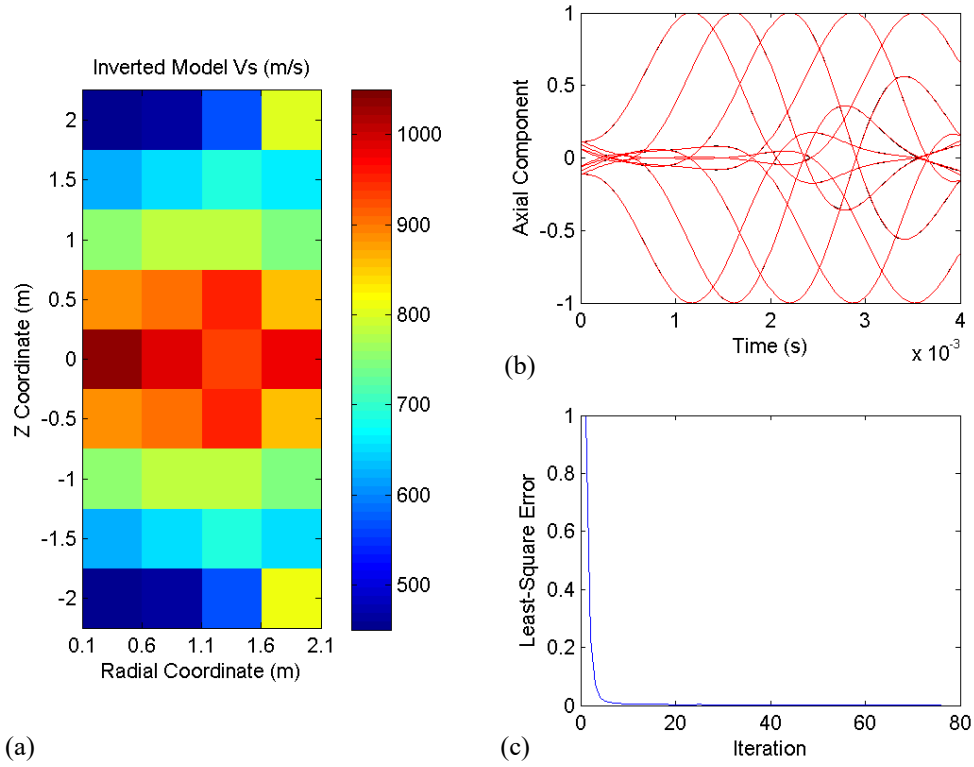 Inverted Model Vs (m/s)
2
1.5
1
0.5
0
-0.5
-1
-1.5
-2
Z Coordinate (m)
0.1 0.6 1.1 1.6 2.1
Radial Coordinate (m)
1000
900
800
700
600
500
(a)
1
0.5
0
-0.5
-1
Axial Component
0 1 2 3 4
Time (s)
x 10^-3
(b)
1
0.8
0.6
0.4
0.2
0
Least-Square Error
0 20 40 60 80
Iteration
(c)